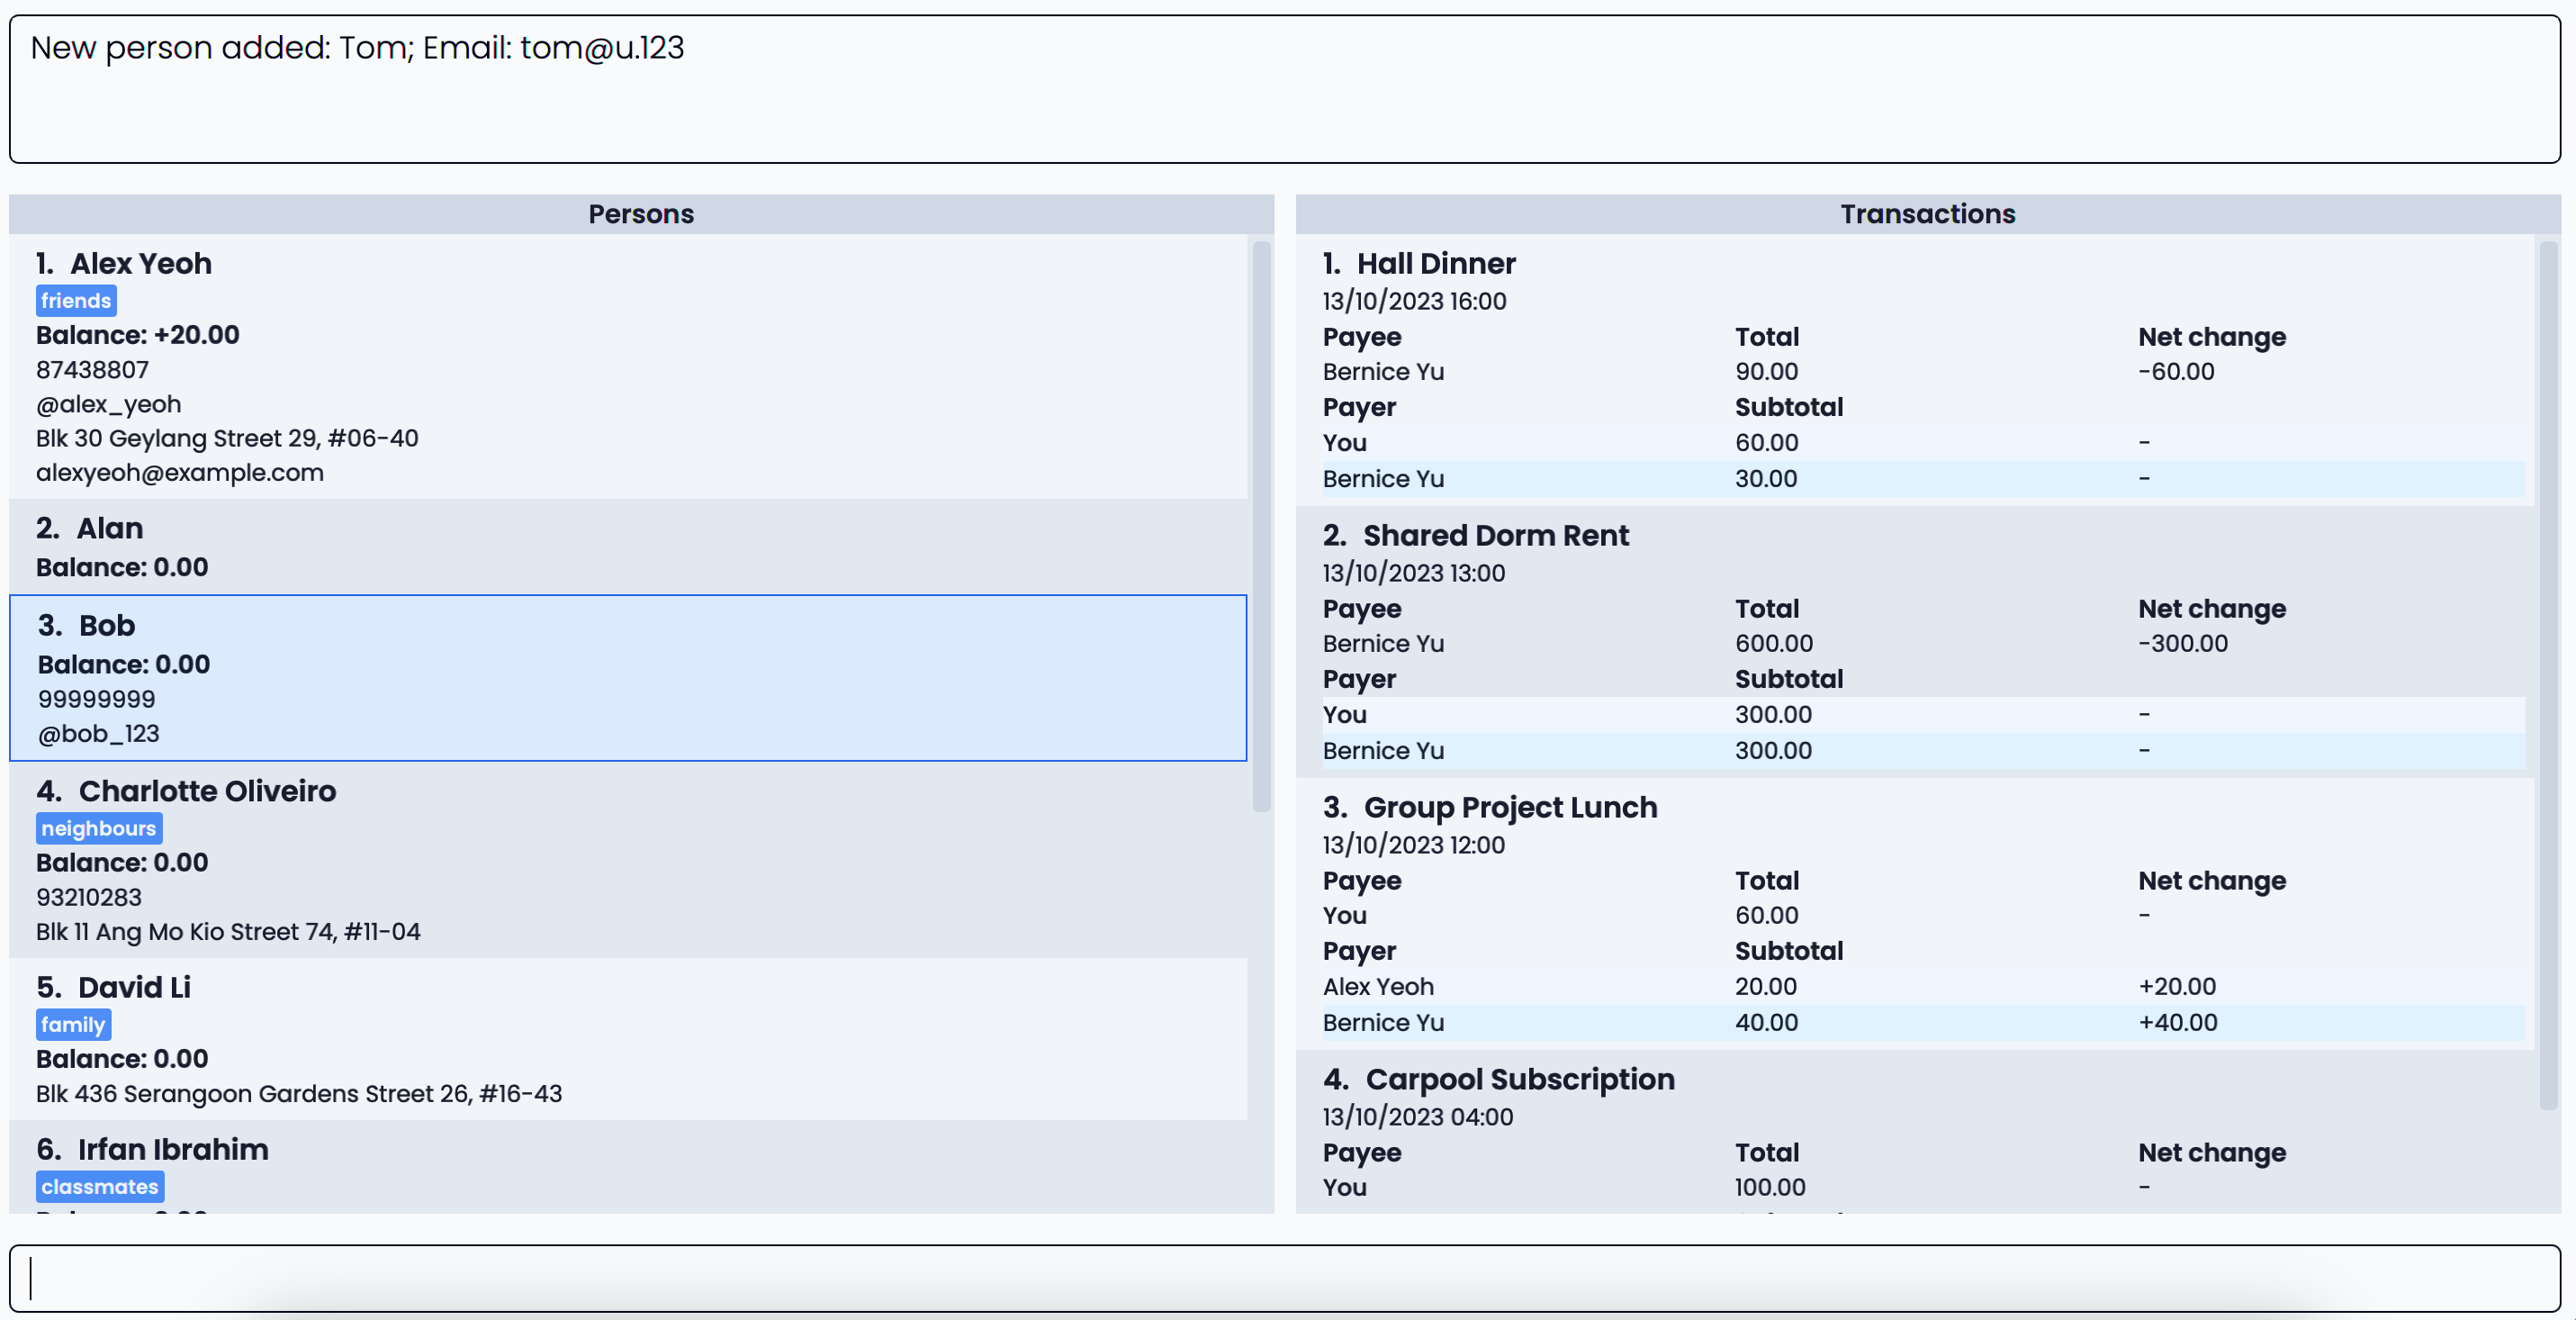 New person added: Tom; Email: tom@u.123
Persons
1. Alex Yeoh
friends
Balance: +20.00
87438807
@alex_yeoh
Blk 30 Geylang Street 29, #06-40
alexyeoh@example.com
2. Alan
Balance: 0.00
3. Bob
Balance: 0.00
99999999
@bob_123
4. Charlotte Oliveiro
neighbours
Balance: 0.00
93210283
Blk 11 Ang Mo Kio Street 74, #11-04
5. David Li
family
Balance: 0.00
Blk 436 Serangoon Gardens Street 26, #16-43
6. Irfan Ibrahim
classmates
Transactions
1. Hall Dinner
13/10/2023 16:00
Payee Total Net change
Bernice Yu 90.00 -60.00
Payer Subtotal
You 60.00 -
Bernice Yu 30.00 -
2. Shared Dorm Rent
13/10/2023 13:00
Payee Total Net change
Bernice Yu 600.00 -300.00
Payer Subtotal
You 300.00 -
Bernice Yu 300.00 -
3. Group Project Lunch
13/10/2023 12:00
Payee Total Net change
You 60.00 -
Payer Subtotal
Alex Yeoh 20.00 +20.00
Bernice Yu 40.00 +40.00
4. Carpool Subscription
13/10/2023 04:00
Payee Total Net change
You 100.00 -